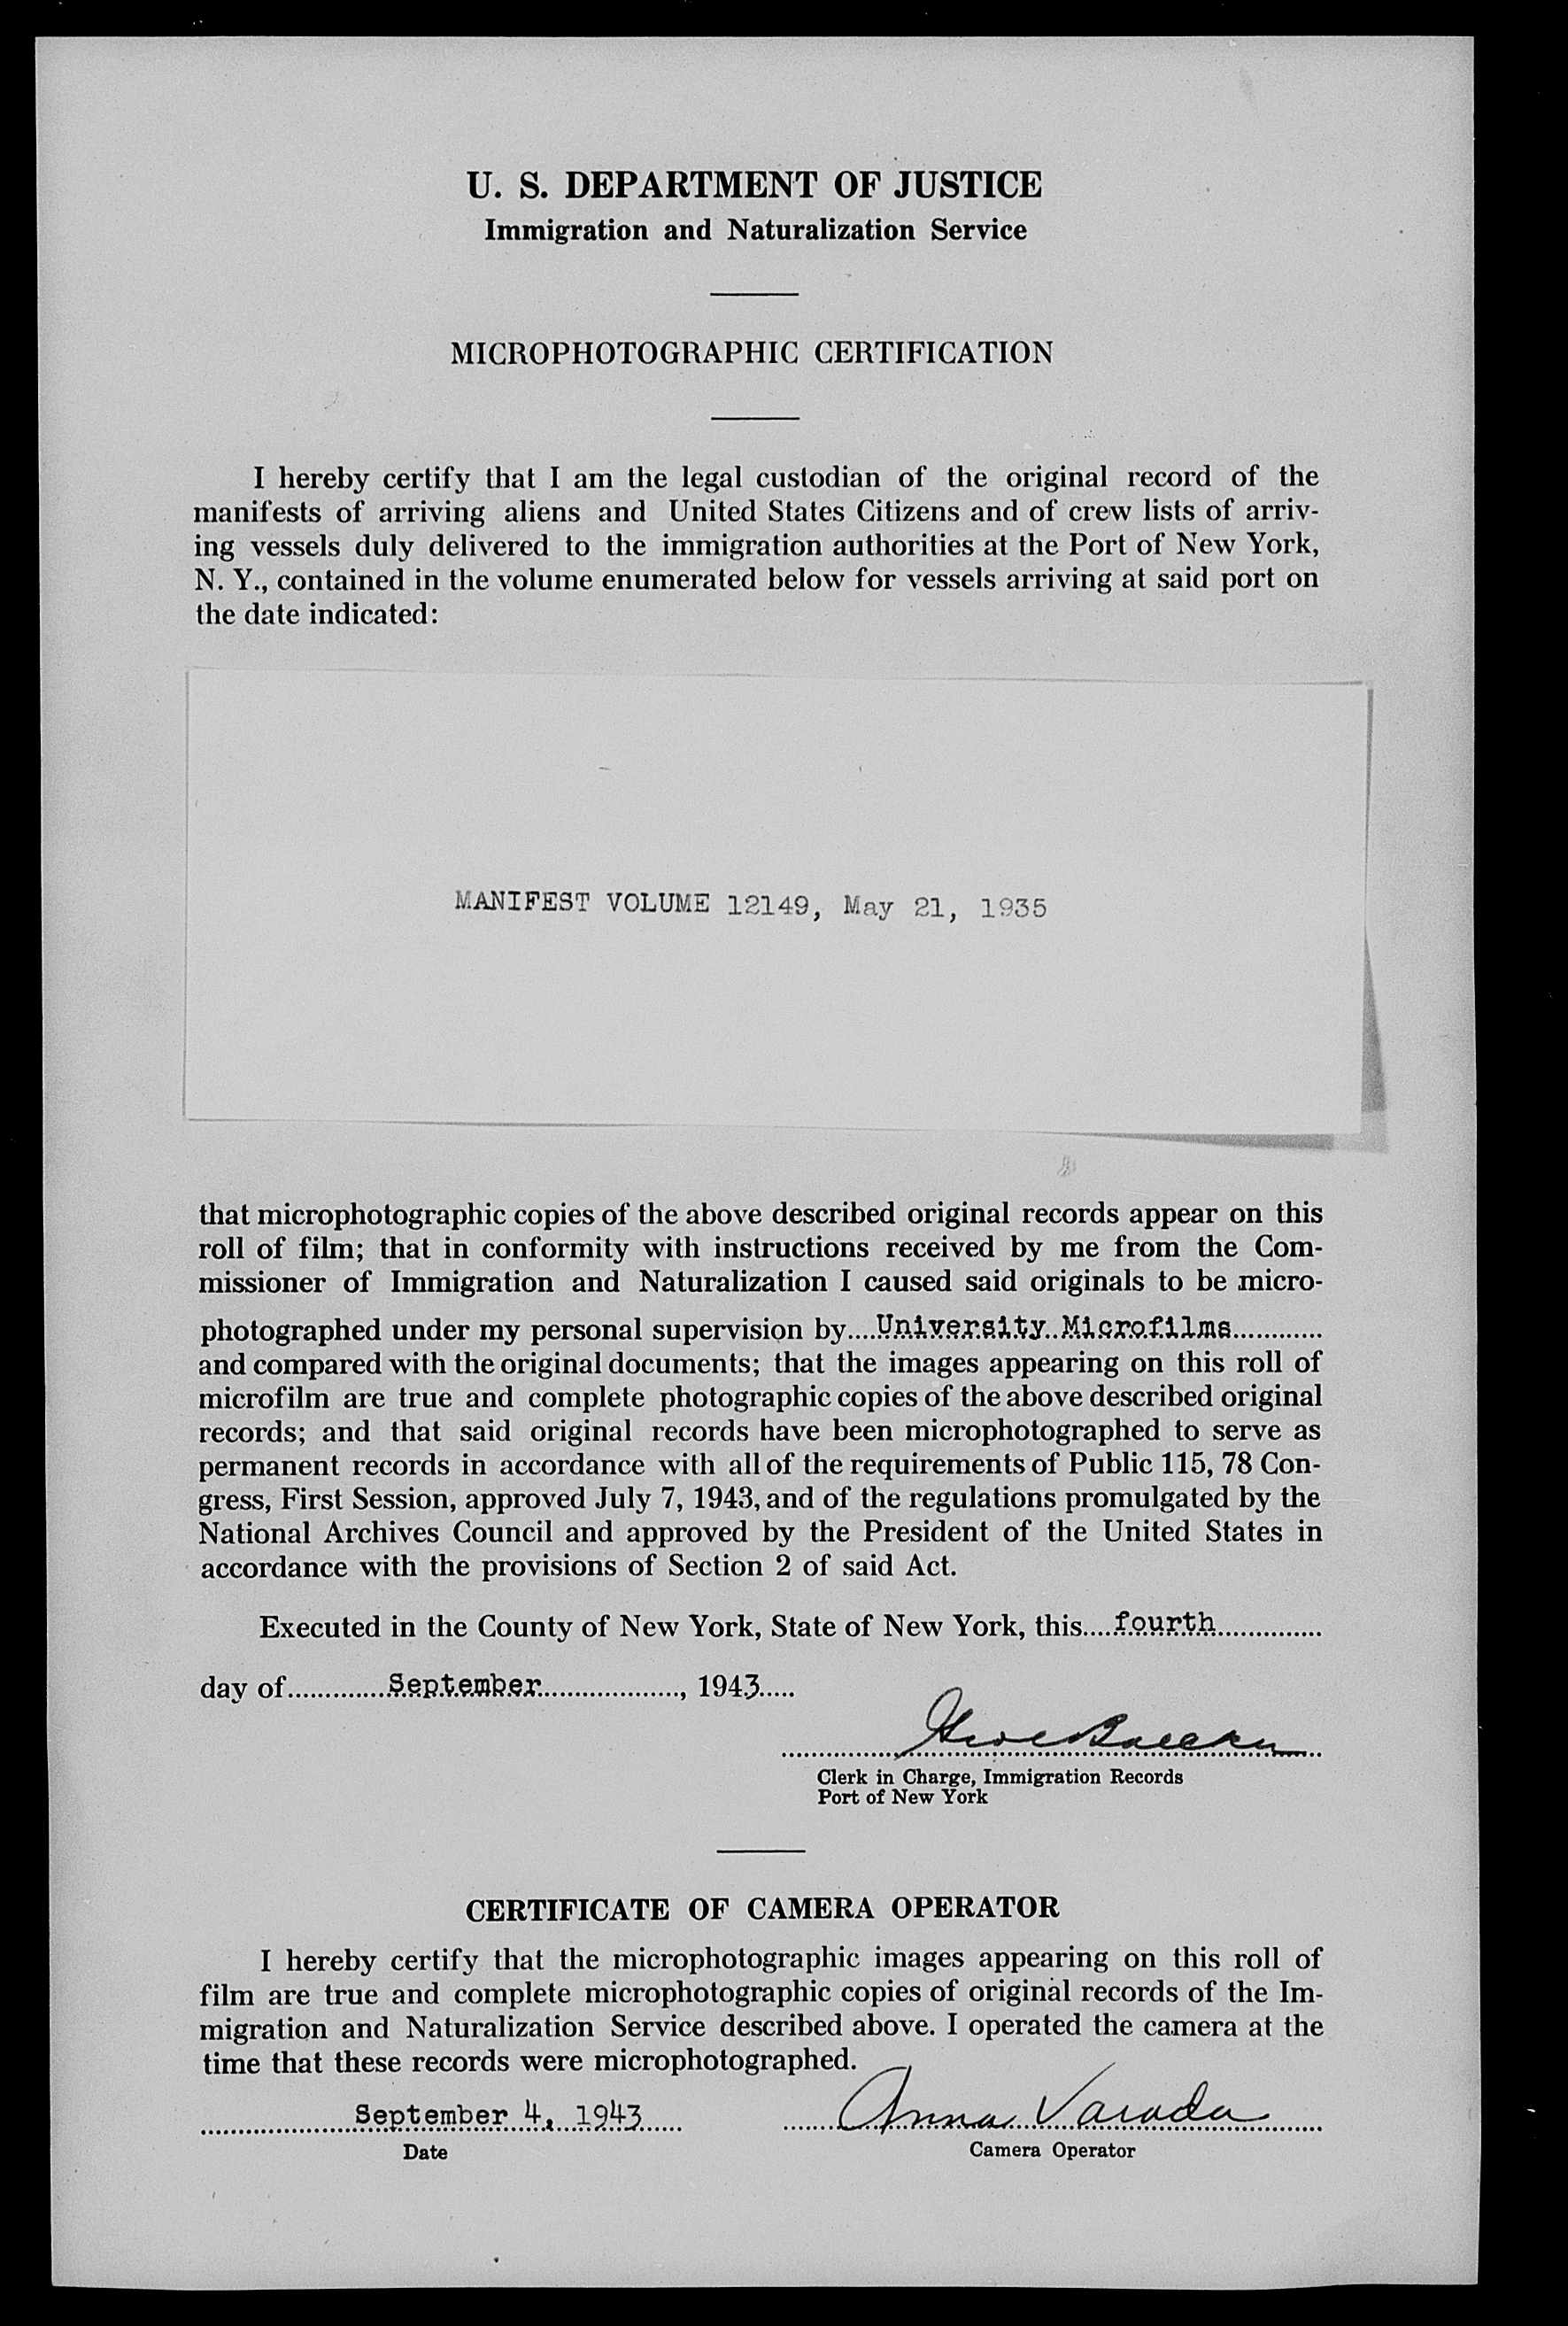 U. S. DEPARTMENT OF JUSTICE
Immigration and Naturalization Service
MICROPHOTOGRAPHIC CERTIFICATION
I hereby certify that I am the legal custodian of the original record of the
manifests of arriving aliens and United States Citizens and of crew lists of arriv-
ing vessels duly delivered to the immigration authorities at the Port of New York,
N. Y., contained in the volume enumerated below for vessels arriving at said port on
the date indicated:
MANIFEST VOLUME 12149, May 21, 1935
that microphotographic copies of the above described original records appear on this
roll of film; that in conformity with instructions received by me from the Com-
missioner of Immigration and Naturalization I caused said originals to be micro-
photographed under my personal supervision by....University Microfilms............
and compared with the original documents; that the images appearing on this roll of
microfilm are true and complete photographic copies of the above described original
records; and that said original records have been microphotographed to serve as
permanent records in accordance with all of the requirements of Public 115, 78 Con-
gress, First Session, approved July 7, 1943, and of the regulations promulgated by the
National Archives Council and approved by the President of the United States in
accordance with the provisions of Section 2 of said Act.
Executed in the County of New York, State of New York, this....fourth..............
day of.............September..................., 1943.....
Clerk in Charge, Immigration Records
Port of New York
CERTIFICATE OF CAMERA OPERATOR
I hereby certify that the microphotographic images appearing on this roll of
film are true and complete microphotographic copies of original records of the Im-
migration and Naturalization Service described above. I operated the camera at the
time that these records were microphotographed.
September 4, 1943 Anna Varada
Date Camera Operator